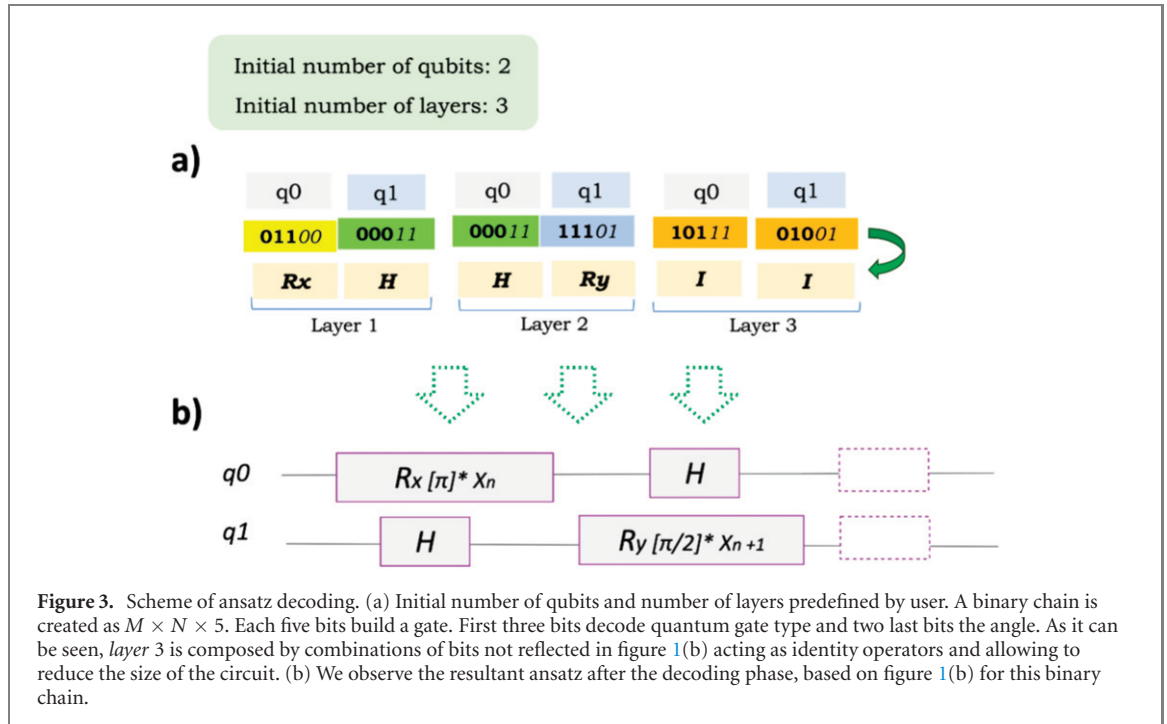 Initial number of qubits: 2
Initial number of layers: 3
a)
q0 q1 q0 q1 q0 q1
01100 00011 00011 11101 10111 01001
Rx H H Ry I I
Layer 1 Layer 2 Layer 3
b)
q0 Rx [π]* Xn H
q1 H Ry [π/2]* Xn+1
Figure 3. Scheme of ansatz decoding. (a) Initial number of qubits and number of layers predefined by user. A binary chain is
created as M × N × 5. Each five bits build a gate. First three bits decode quantum gate type and two last bits the angle. As it can
be seen, layer 3 is composed by combinations of bits not reflected in figure 1(b) acting as identity operators and allowing to
reduce the size of the circuit. (b) We observe the resultant ansatz after the decoding phase, based on figure 1(b) for this binary
chain.